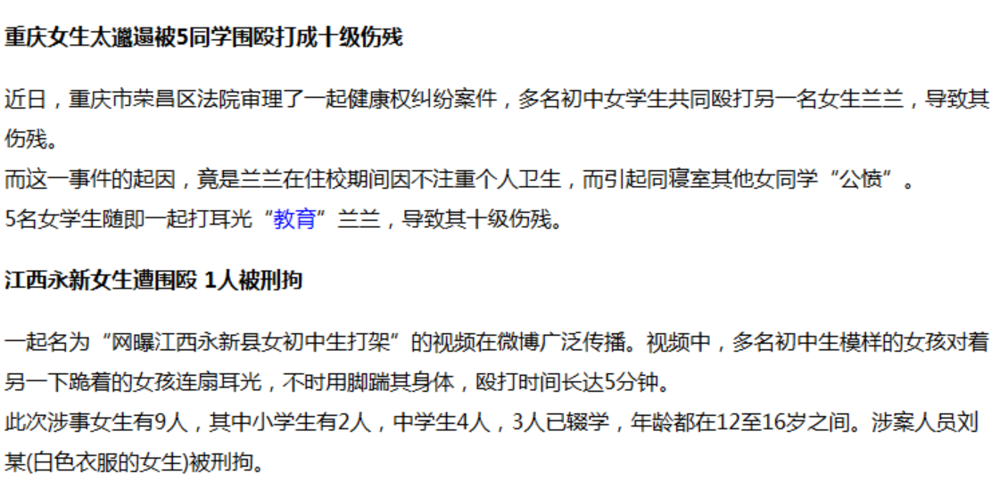 重庆女生太邋遢被5同学围殴打成十级伤残
近日，重庆市荣昌区法院审理了一起健康权纠纷案件，多名初中女学生共同殴打另一名女生兰兰，导致其
伤残。
而这一事件的起因，竟是兰兰在住校期间因不注重个人卫生，而引起同寝室其他女同学“公愤”。
5名女学生随即一起打耳光“教育”兰兰，导致其十级伤残。
江西永新女生遭围殴 1人被刑拘
一起名为“网曝江西永新县女初中生打架”的视频在微博广泛传播。视频中，多名初中生模样的女孩对着
另一下跪着的女孩连扇耳光，不时用脚踹其身体，殴打时间长达5分钟。
此次涉事女生有9人，其中小学生有2人，中学生4人，3人已辍学，年龄都在12至16岁之间。涉案人员刘
某(白色衣服的女生)被刑拘。